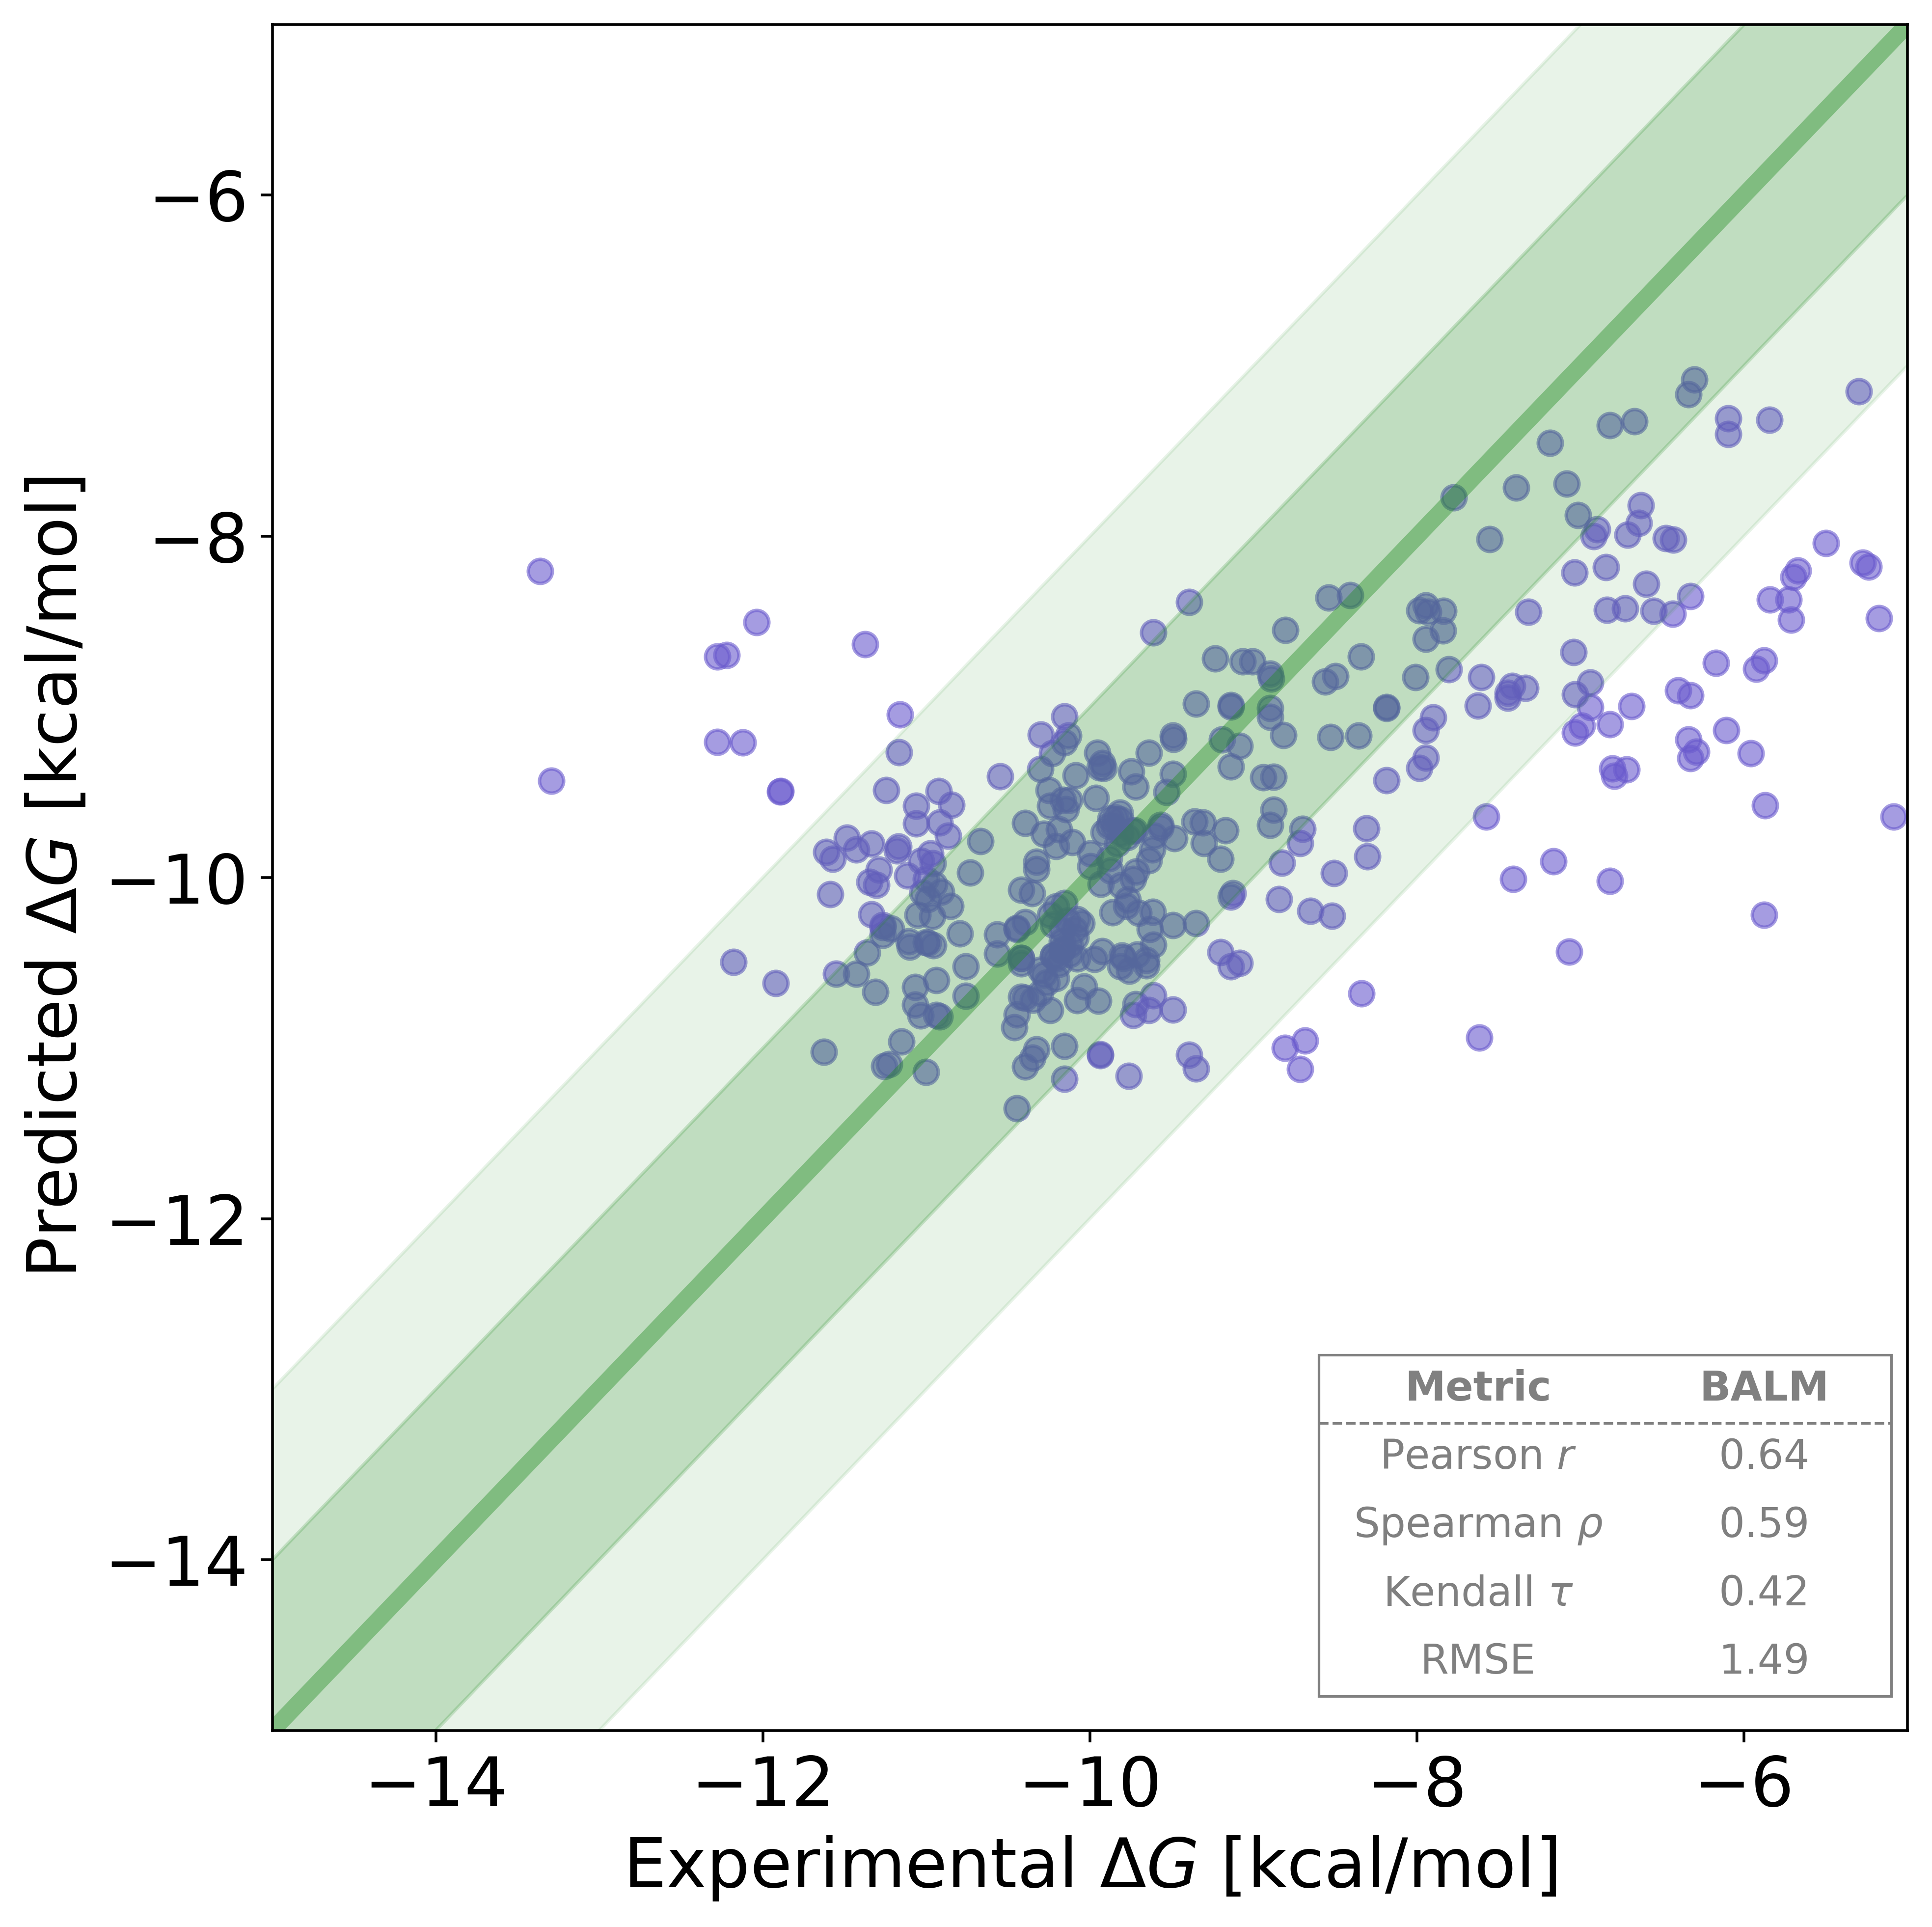 Predicted ΔG [kcal/mol]
−6
−8
−10
−12
−14
Metric BALM
Pearson r 0.64
Spearman ρ 0.59
Kendall τ 0.42
RMSE 1.49
−14 −12 −10 −8 −6
Experimental ΔG [kcal/mol]